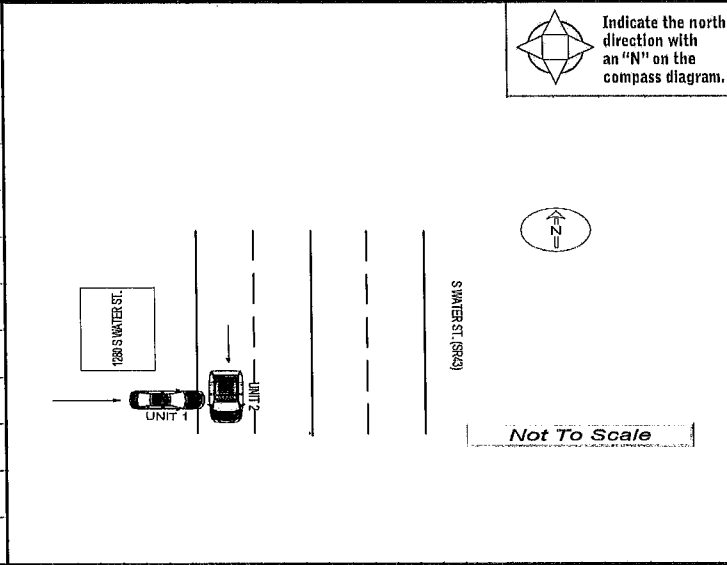 Indicate the north
direction with
an "N" on the
compass diagram.
N
1280 S WATER ST.
S WATER ST. (SR43)
UNIT 1
UNIT 2
Not To Scale